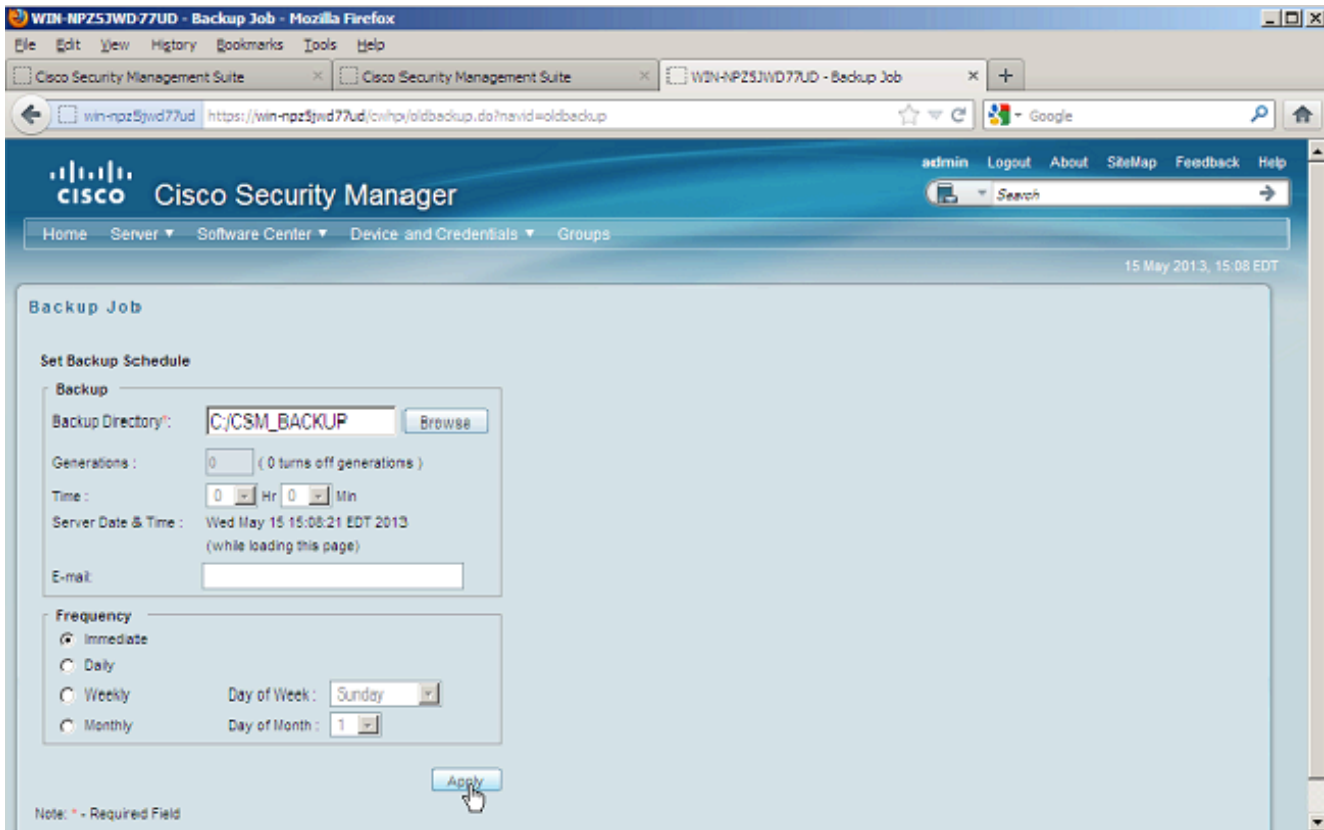 WIN-NPZ5JWD77UD - Backup Job - Mozilla Firefox
File Edit View History Bookmarks Tools Help
Cisco Security Management Suite × Cisco Security Management Suite × WIN-NPZ5JWD77UD - Backup Job × +
win-npz5jwd77ud https://win-npz5jwd77ud/cwhp/oldbackup.do?navid=oldbackup Google
admin Logout About SiteMap Feedback Help
CISCO Cisco Security Manager
Search
Home Server Software Center Device and Credentials Groups
15 May 2013, 15:08 EDT
Backup Job
Set Backup Schedule
Backup
Backup Directory*: C:/CSM_BACKUP Browse
Generations : 0 ( 0 turns off generations )
Time : 0 Hr 0 Min
Server Date & Time : Wed May 15 15:08:21 EDT 2013
(while loading this page)
E-mail:
Frequency
Immediate
Daily
Weekly Day of Week : Sunday
Monthly Day of Month : 1
Apply
Note: * - Required Field